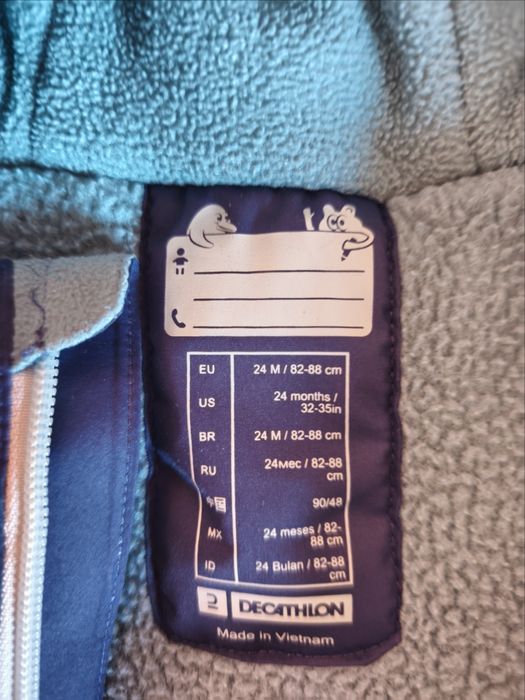 EU 24 M / 82-88 cm
US 24 months /
32-35in
BR 24 M / 82-88 cm
RU 24мес / 82-88
cm
中国 90/48
MX 24 meses / 82-
88 cm
ID 24 Bulan / 82-88
cm
DECATHLON
Made in Vietnam